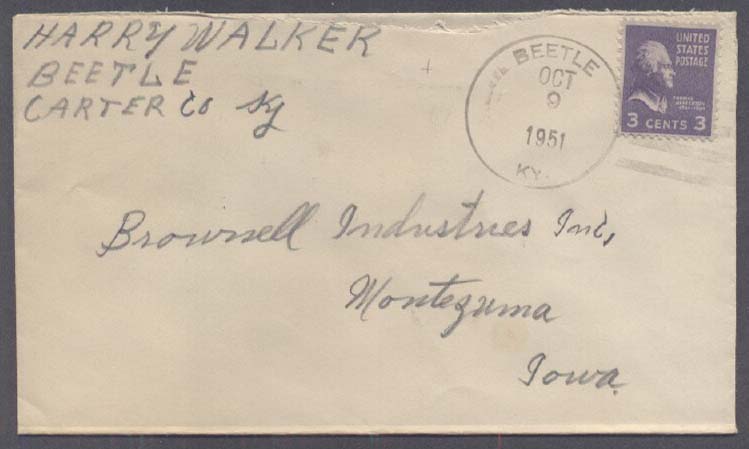 HARRY WALKER
BEETLE
CARTER CO Ky
BEETLE
OCT
9
1951
KY.
UNITED
STATES
POSTAGE
3 CENTS 3
Brownell Industries Inc,
Montezuma
Iowa.